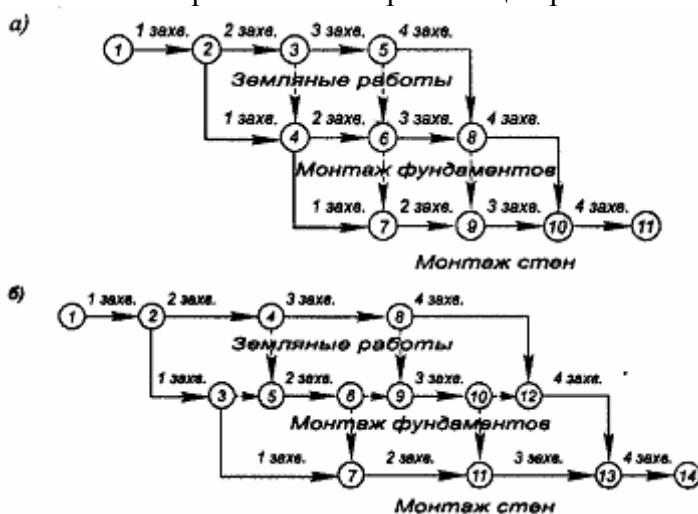 а)
1 захв. 2 захв. 3 захв. 4 захв.
1 2 3 5
Земляные работы
1 захв. 2 захв. 3 захв. 4 захв.
4 6 8
Монтаж фундаментов
1 захв. 2 захв. 3 захв. 4 захв.
7 9 10 11
Монтаж стен
б)
1 захв. 2 захв. 3 захв. 4 захв.
1 2 4 8
Земляные работы
1 захв. 2 захв. 3 захв. 4 захв.
3 5 6 9 10 12
Монтаж фундаментов
1 захв. 2 захв. 3 захв. 4 захв.
7 11 13 14
Монтаж стен